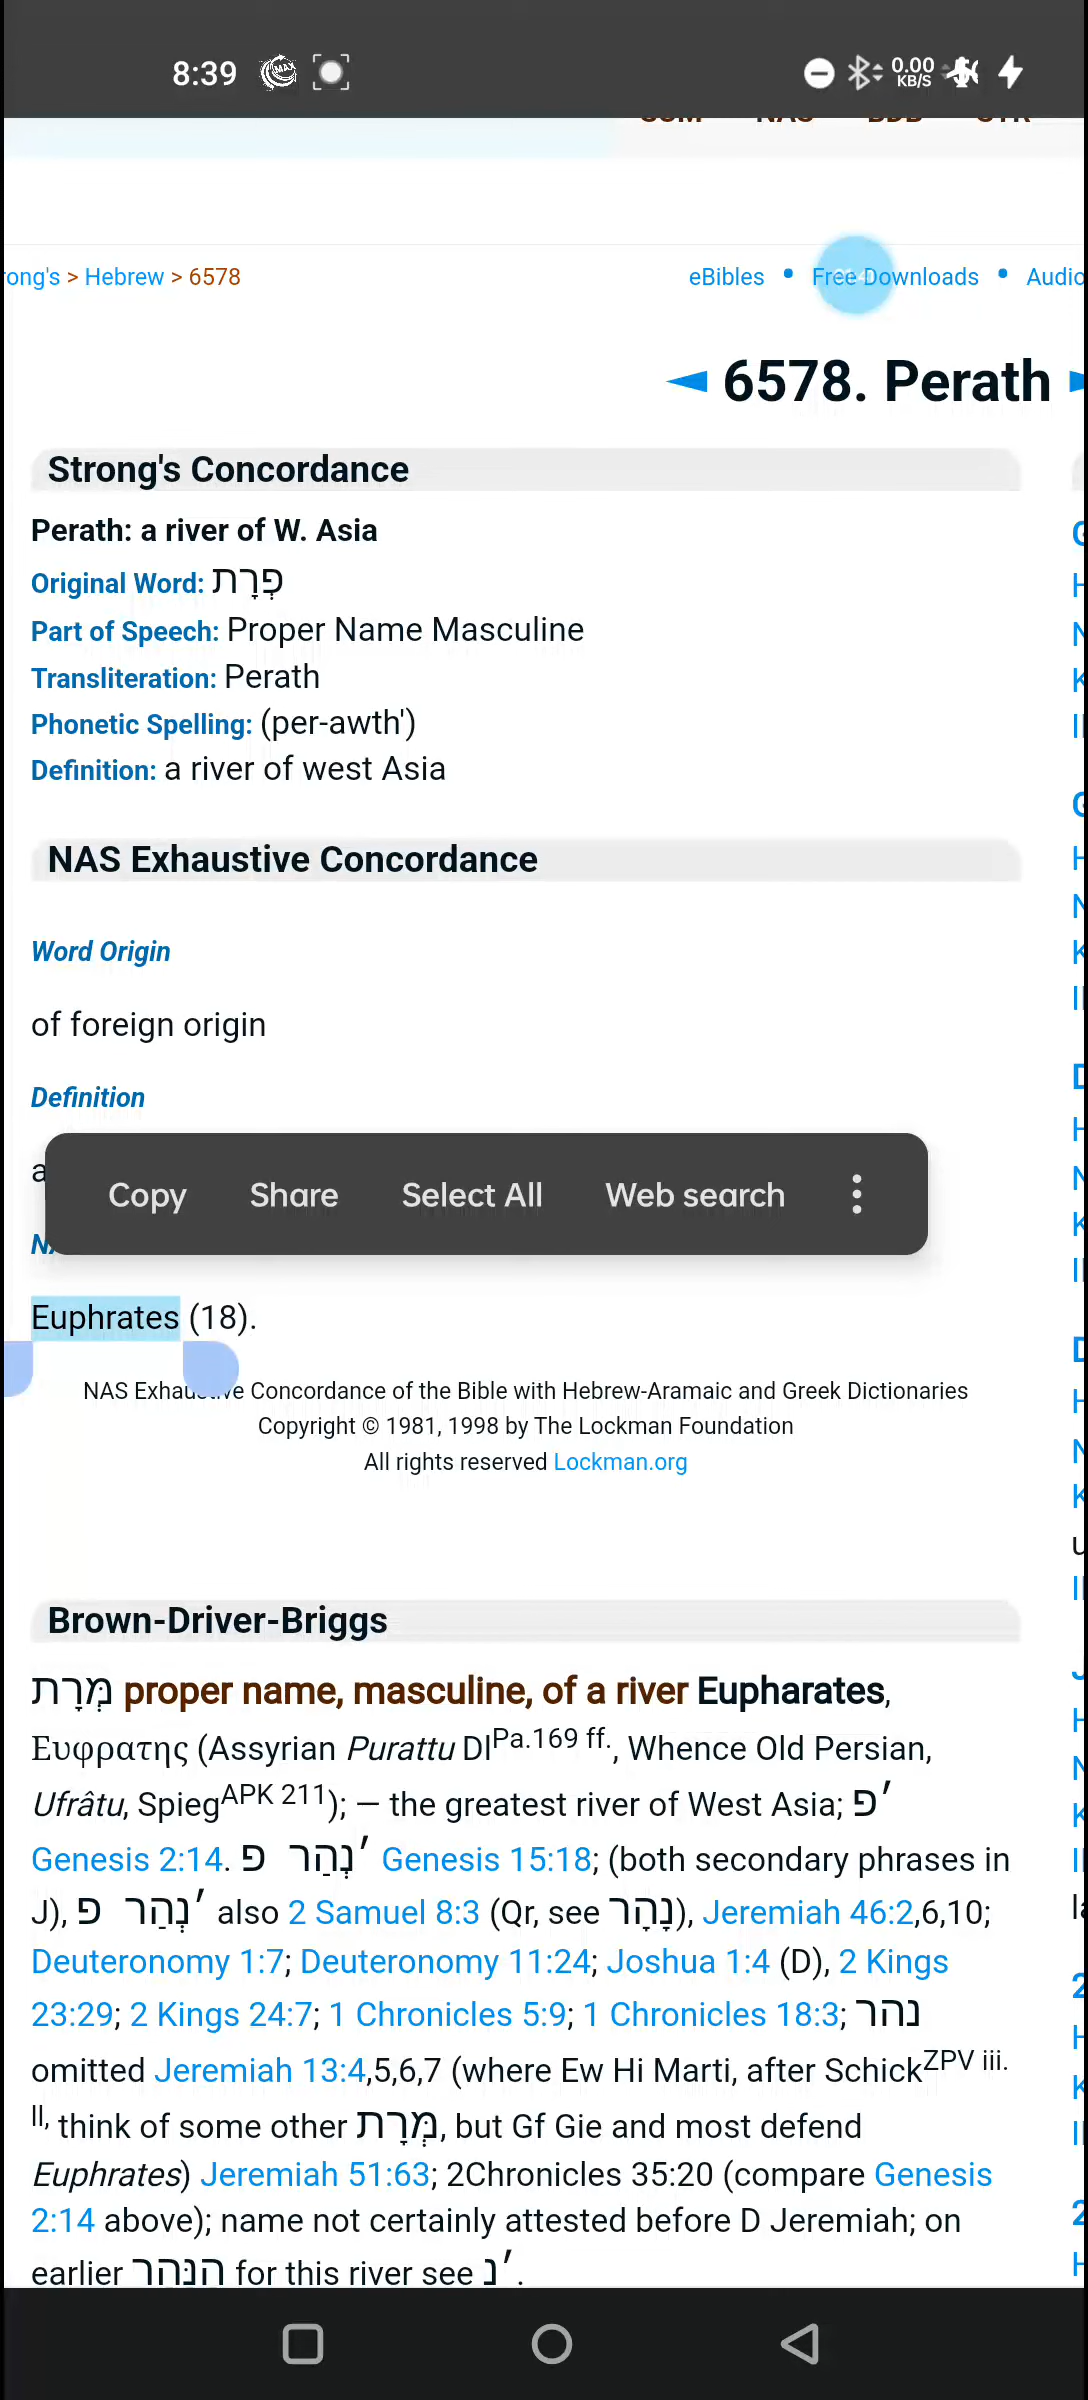 8:39 MAX 0.00 KB/S
rong's > Hebrew > 6578 eBibles • Free Downloads • Audio
6578. Perath
Strong's Concordance
Perath: a river of W. Asia
Original Word: פְּרָת
Part of Speech: Proper Name Masculine
Transliteration: Perath
Phonetic Spelling: (per-awth')
Definition: a river of west Asia
NAS Exhaustive Concordance
Word Origin
of foreign origin
Definition
a
Copy Share Select All Web search
Euphrates (18).
NAS Exhaustive Concordance of the Bible with Hebrew-Aramaic and Greek Dictionaries
Copyright © 1981, 1998 by The Lockman Foundation
All rights reserved Lockman.org
Brown-Driver-Briggs
מְּרָת proper name, masculine, of a river Eupharates,
Ευφρατης (Assyrian Purattu DlPa.169 ff., Whence Old Persian,
Ufrâtu, SpiegAPK 211); — the greatest river of West Asia; פ׳
Genesis 2:14. נְהַר פ׳ Genesis 15:18; (both secondary phrases in
J), נְהַר פ׳ also 2 Samuel 8:3 (Qr, see נָהָר), Jeremiah 46:2,6,10;
Deuteronomy 1:7; Deuteronomy 11:24; Joshua 1:4 (D), 2 Kings
23:29; 2 Kings 24:7; 1 Chronicles 5:9; 1 Chronicles 18:3; נהר
omitted Jeremiah 13:4,5,6,7 (where Ew Hi Marti, after SchickZPV iii.
ll, think of some other מְּרָת, but Gf Gie and most defend
Euphrates) Jeremiah 51:63; 2Chronicles 35:20 (compare Genesis
2:14 above); name not certainly attested before D Jeremiah; on
earlier הנּהר for this river see נ׳.